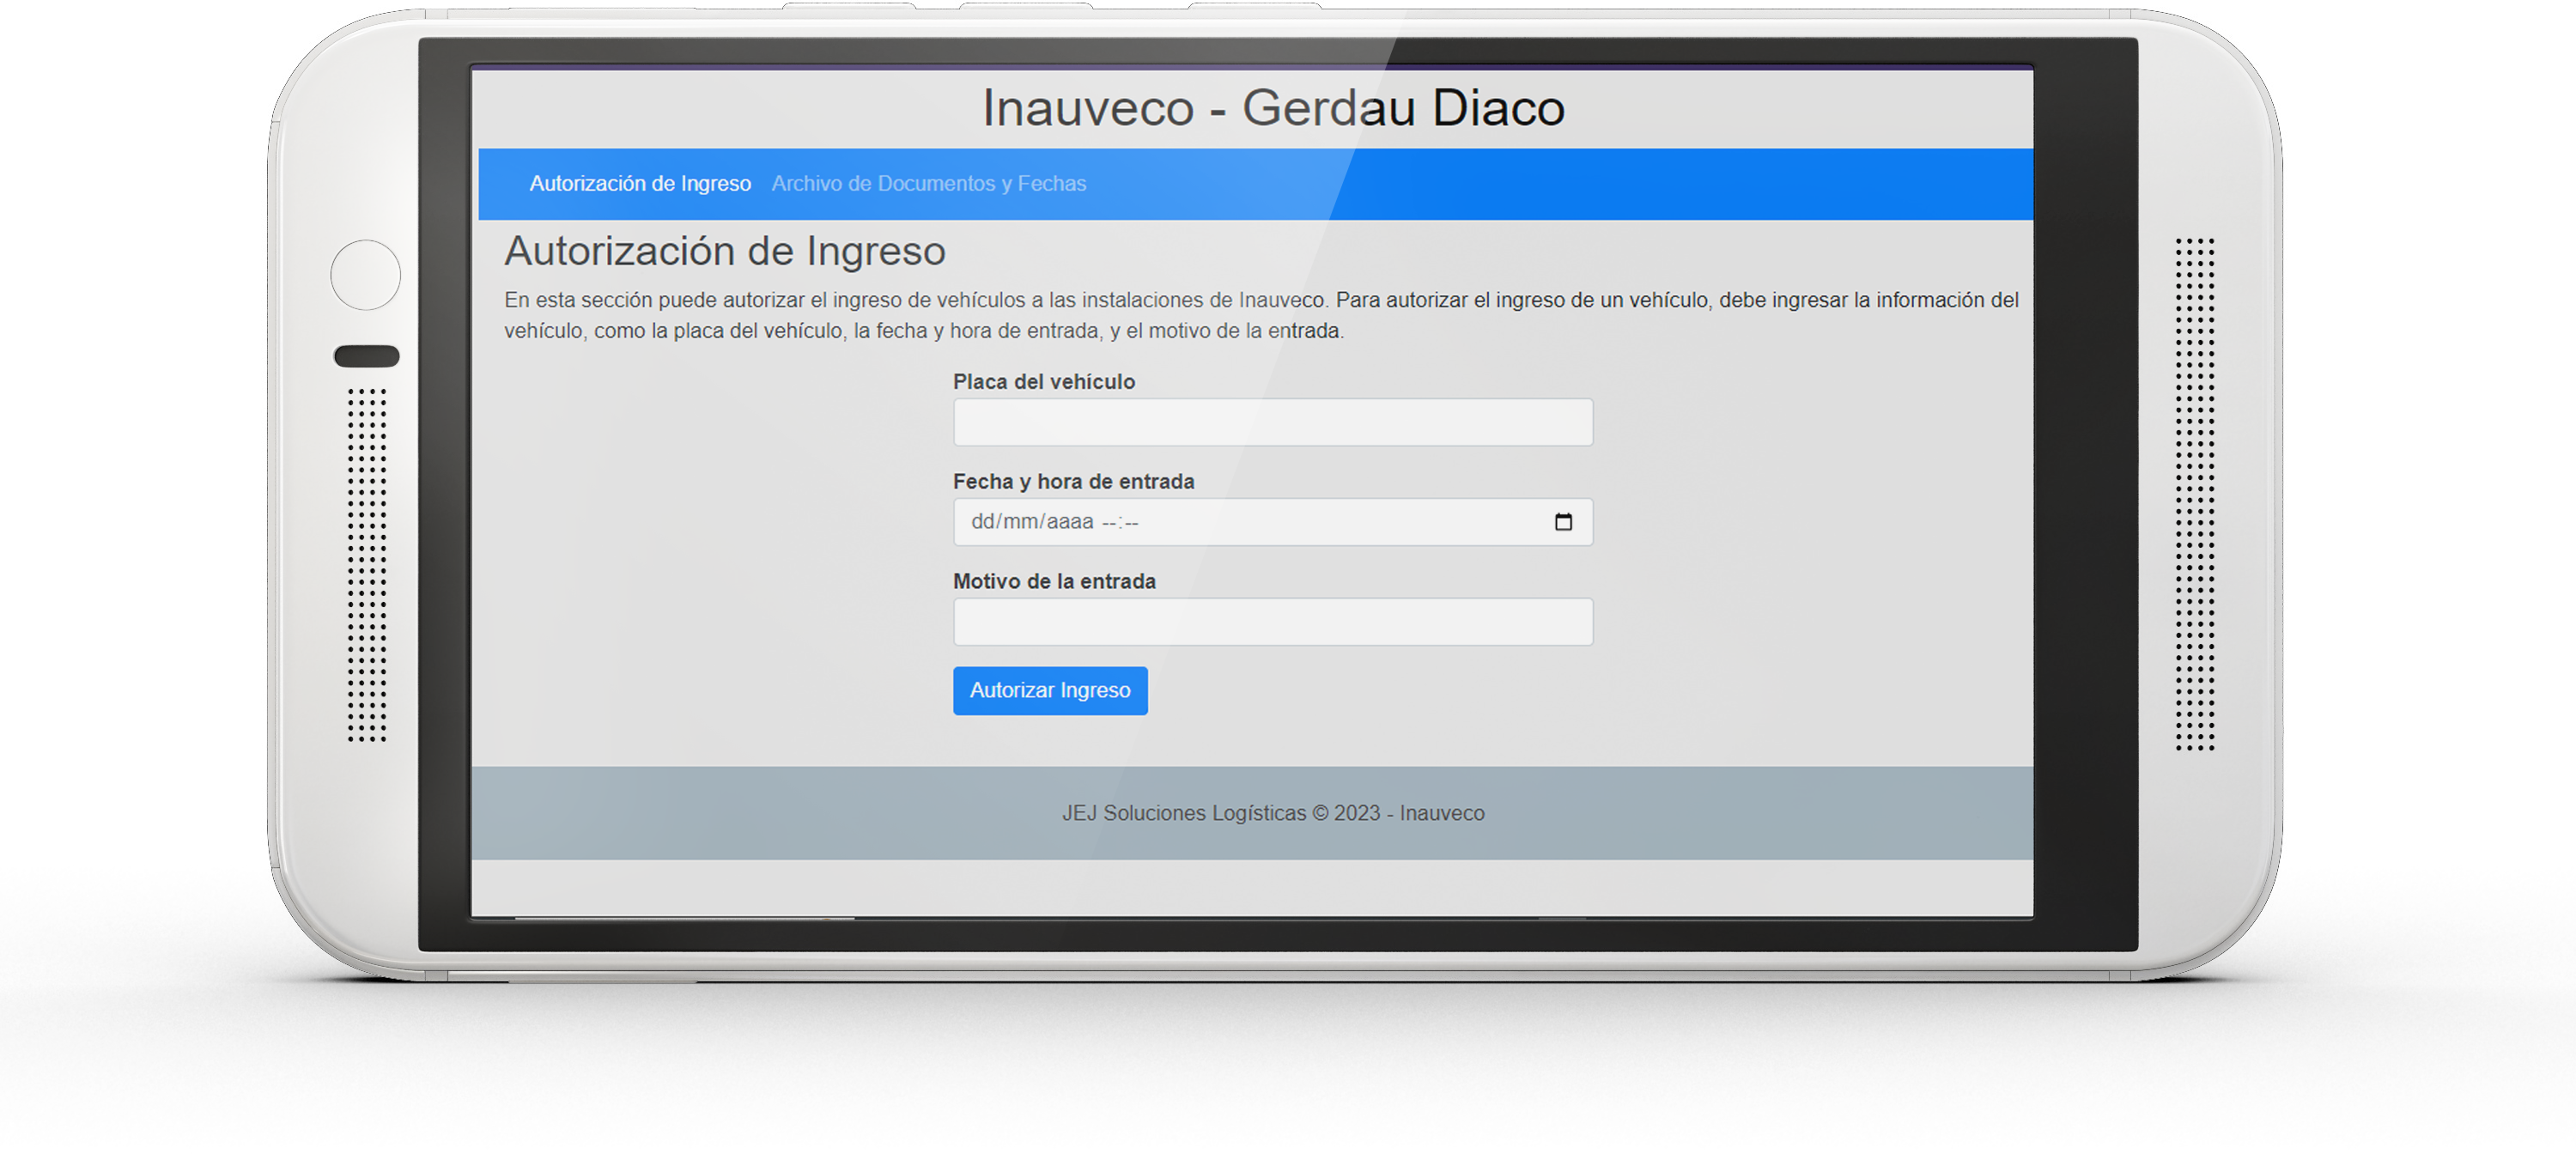 Inauveco - Gerdau Diaco
Autorización de Ingreso Archivo de Documentos y Fechas
Autorización de Ingreso
En esta sección puede autorizar el ingreso de vehículos a las instalaciones de Inauveco. Para autorizar el ingreso de un vehículo, debe ingresar la información del
vehículo, como la placa del vehículo, la fecha y hora de entrada, y el motivo de la entrada.
Placa del vehículo
Fecha y hora de entrada
dd/mm/aaaa --:--
Motivo de la entrada
Autorizar Ingreso
JEJ Soluciones Logísticas © 2023 - Inauveco